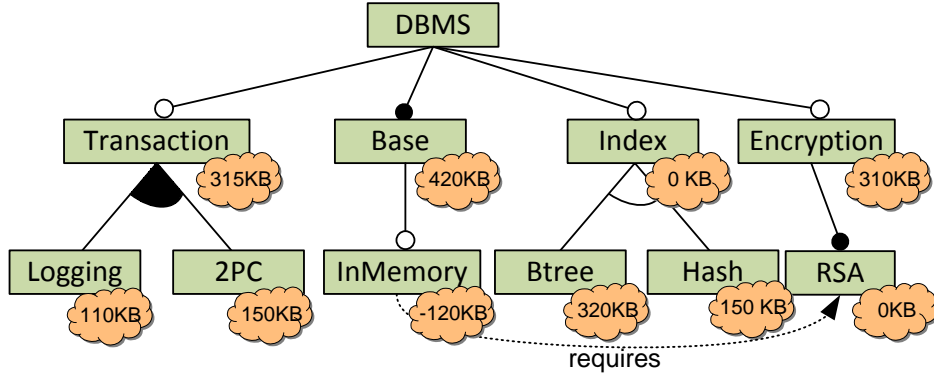 DBMS
Transaction
Base
Index
Encryption
315KB
420KB
0 KB
310KB
Logging
2PC
InMemory
Btree
Hash
RSA
110KB
150KB
-120KB
320KB
150 KB
0KB
requires